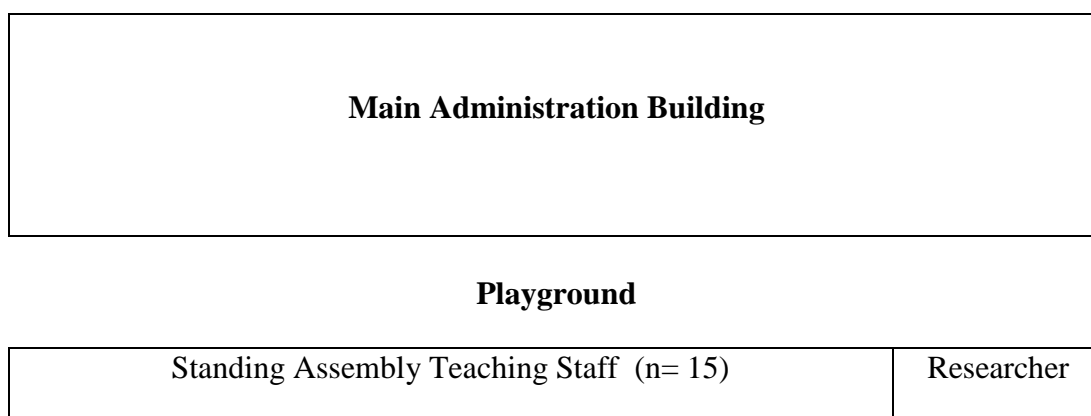 Main Administration Building
Playground
Standing Assembly Teaching Staff (n= 15) Researcher